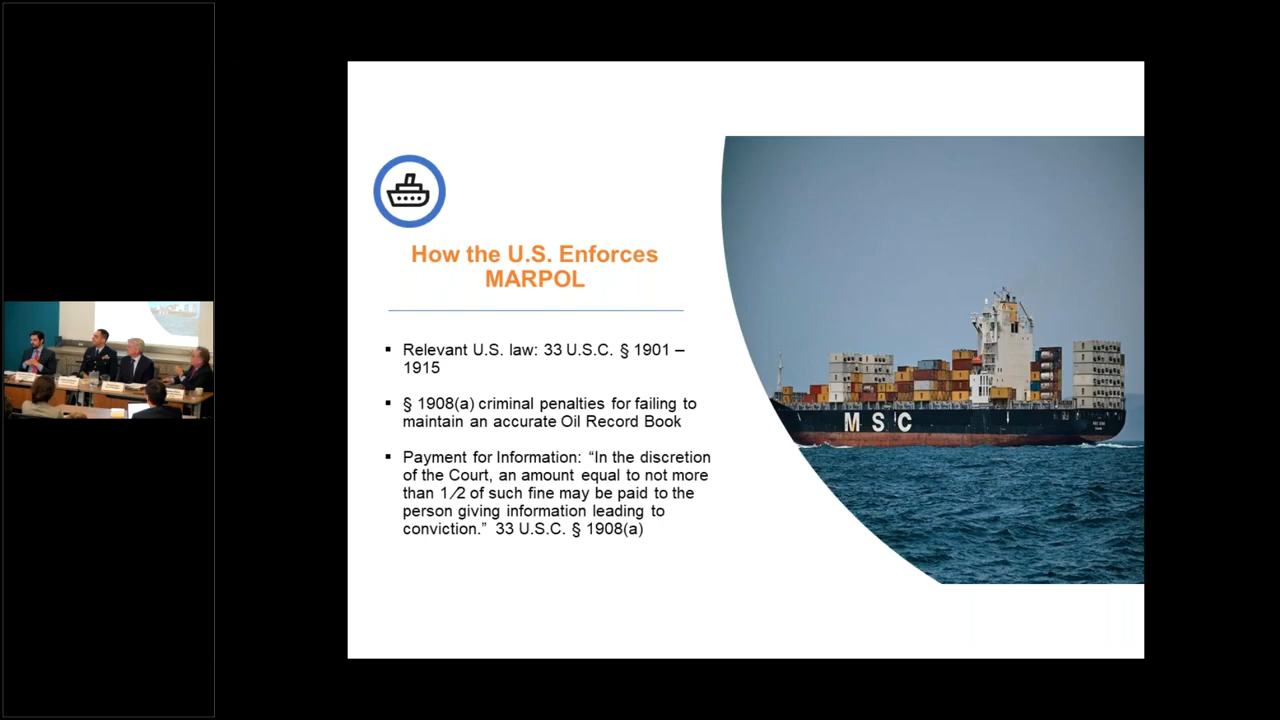 How the U.S. Enforces
MARPOL
▪ Relevant U.S. law: 33 U.S.C. § 1901 –
1915
▪ § 1908(a) criminal penalties for failing to
maintain an accurate Oil Record Book
▪ Payment for Information: “In the discretion
of the Court, an amount equal to not more
than 1⁄2 of such fine may be paid to the
person giving information leading to
conviction.” 33 U.S.C. § 1908(a)
M S C